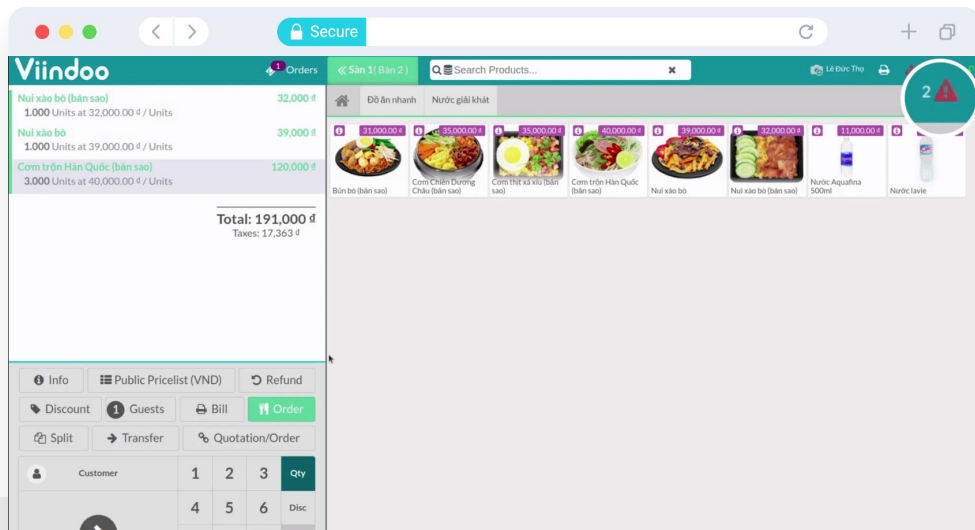 Secure
Viindoo
1 Orders
Sàn 1( Bàn 2 )
Search Products...
Lê Đức Thọ
2
Nui xào bò (bán sao)
32,000 ₫
1.000 Units at 32,000.00 ₫ / Units
Nui xào bò
39,000 ₫
1.000 Units at 39,000.00 ₫ / Units
Cơm trộn Hàn Quốc (bán sao)
120,000 ₫
3.000 Units at 40,000.00 ₫ / Units
Total: 191,000 ₫
Taxes: 17,363 ₫
Đồ ăn nhanh
Nước giải khát
31,000.00 ₫
Bún bò (bán sao)
35,000.00 ₫
Cơm Chiên Dương
Châu (bán sao)
35,000.00 ₫
Cơm thịt xá xíu (bán
sao)
40,000.00 ₫
Cơm trộn Hàn Quốc
(bán sao)
39,000.00 ₫
Nui xào bò
32,000.00 ₫
Nui xào bò (bán sao)
11,000.00 ₫
Nước Aquafina
500ml
Nước lavie
Info
Public Pricelist (VND)
Refund
Discount
1 Guests
Bill
Order
Split
Transfer
Quotation/Order
Customer
1
2
3
Qty
4
5
6
Disc